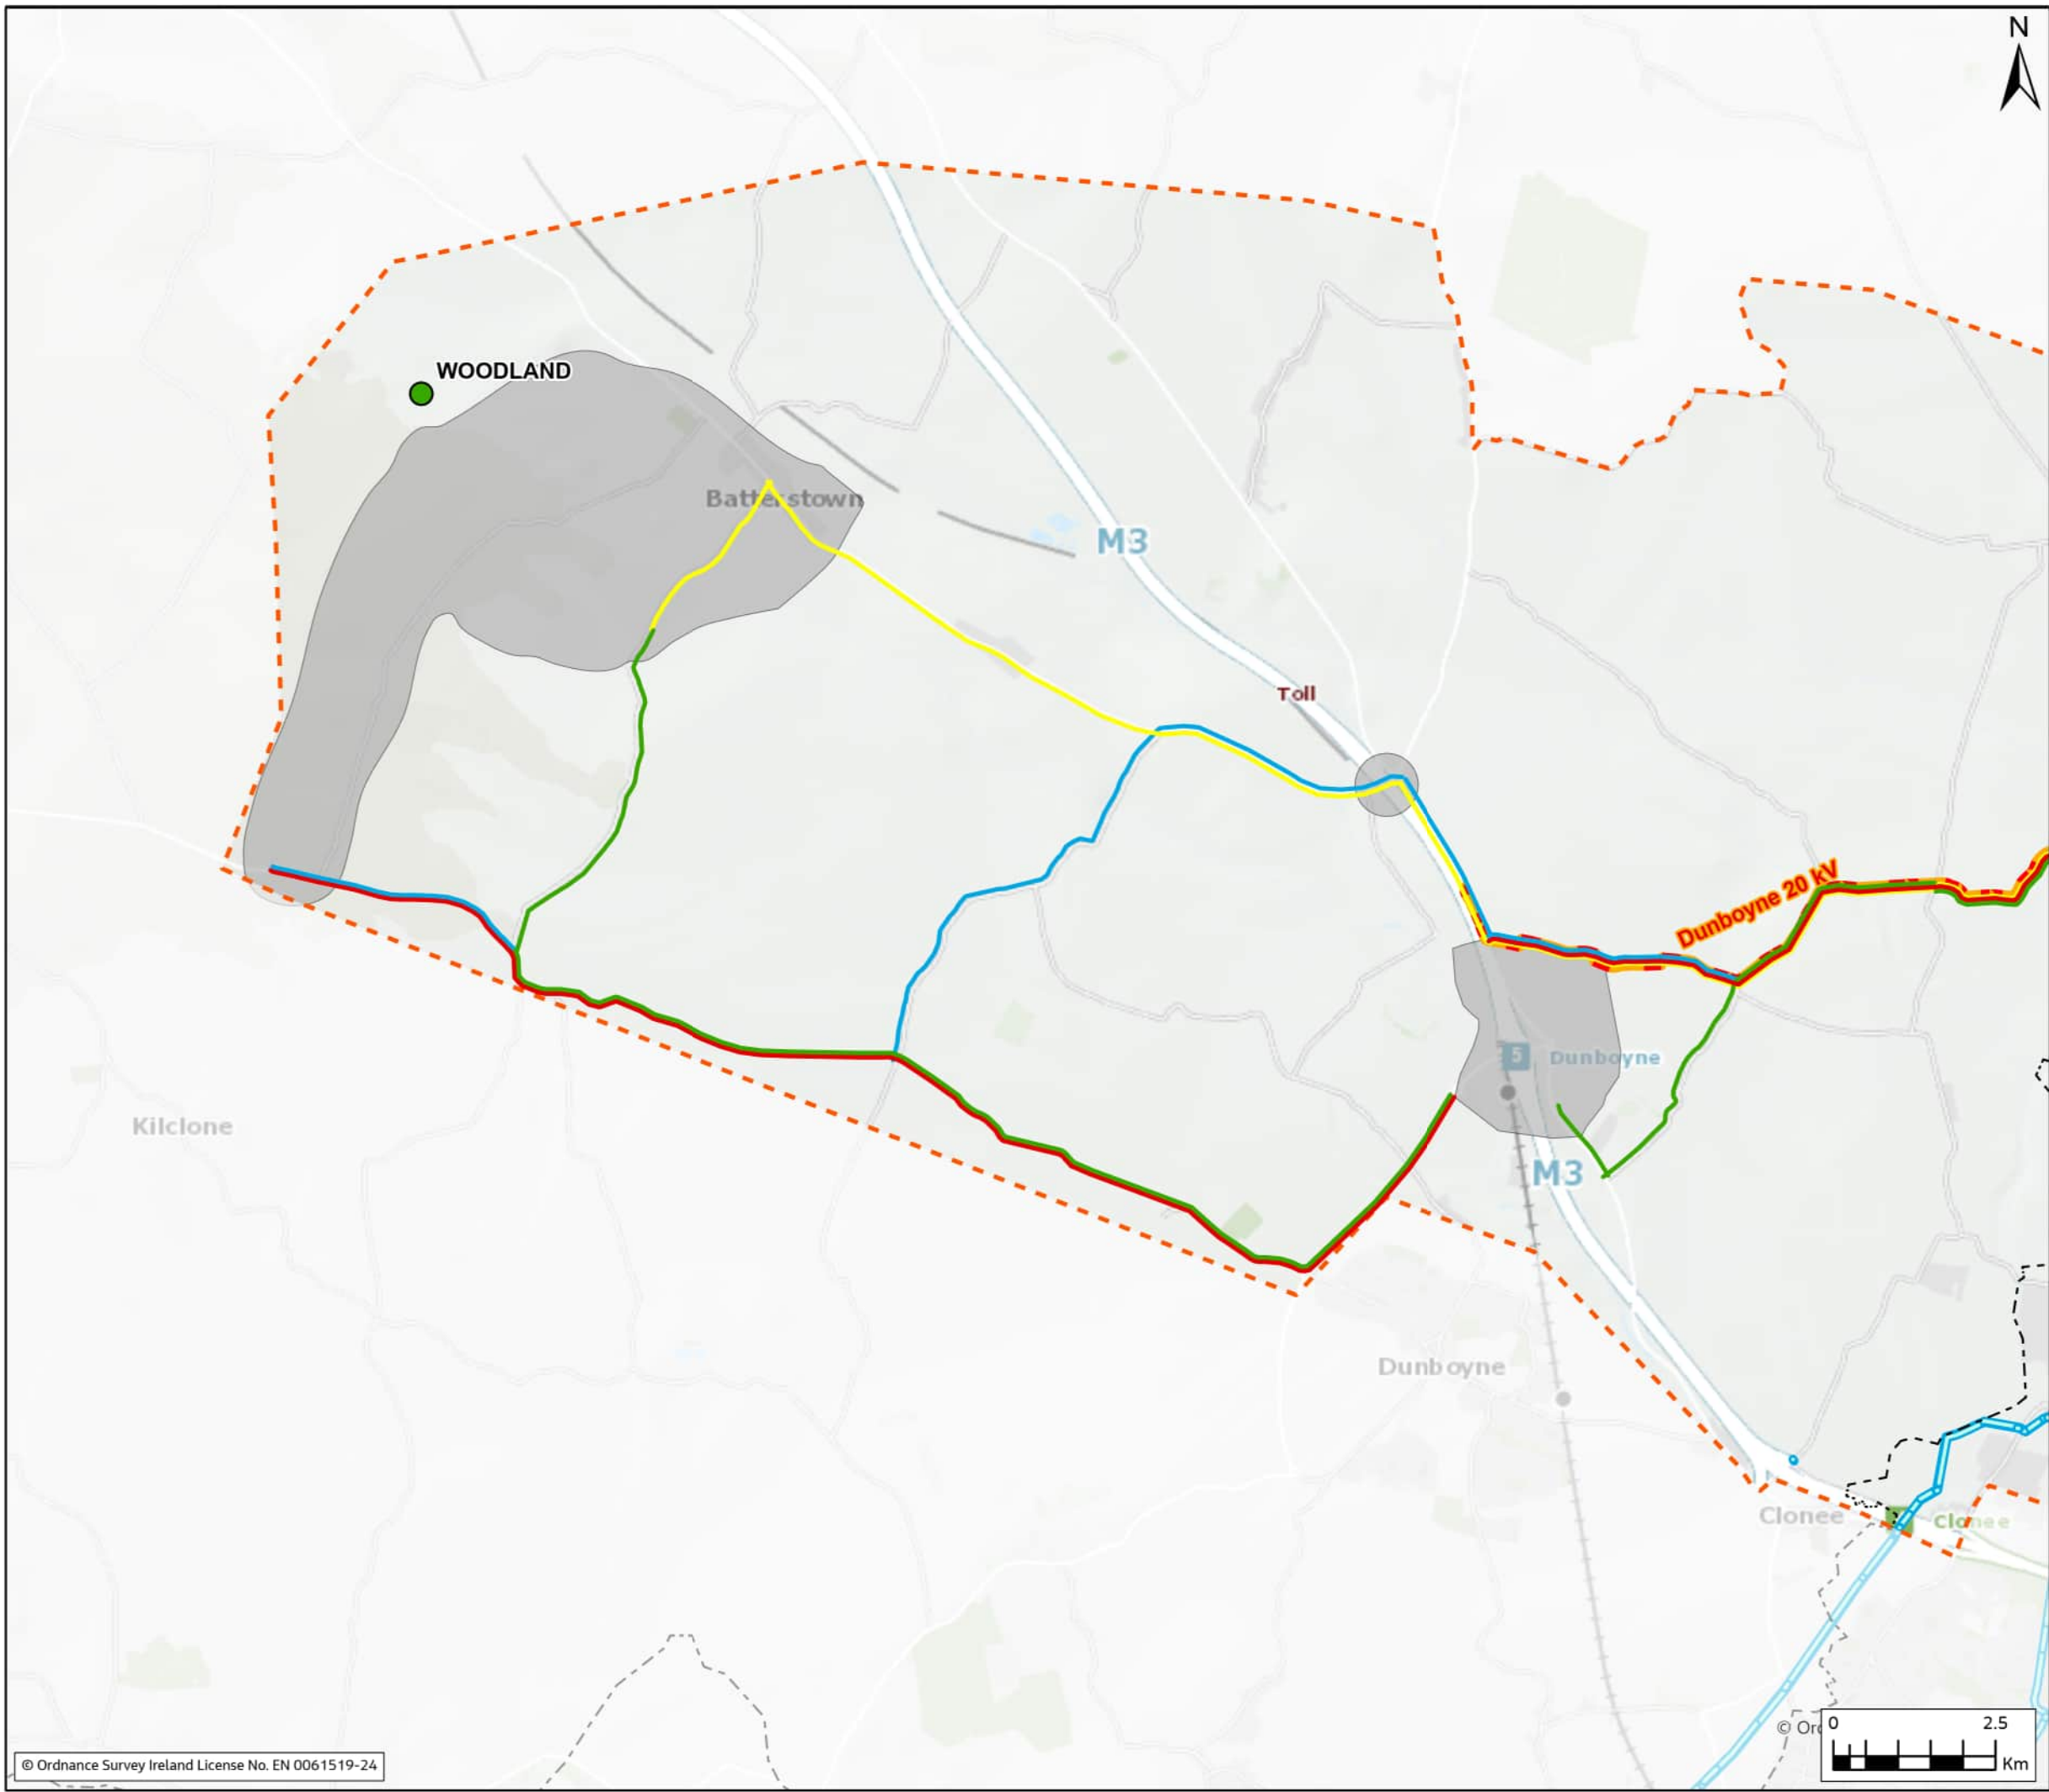 N
WOODLAND
Batterstown
M3
Toll
Dunboyne 20 kV
5 Dunboyne
Kilclone
M3
Dunboyne
Clonee
Clonee
© Ord
0 2.5
Km
© Ordnance Survey Ireland License No. EN 0061519-24